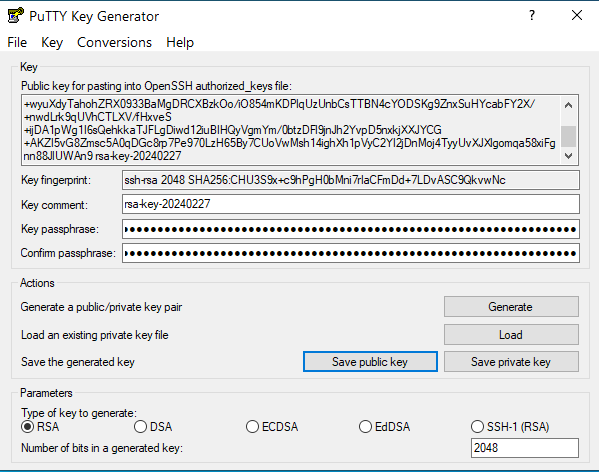 PuTTY Key Generator
File Key Conversions Help
Key
Public key for pasting into OpenSSH authorized_keys file:
+wyuXdyTahohZRX0933BaMgDRCXBzkOo/iO854mKDPlqUzUnbCsTTBN4cYODSKg9ZnxSuHYcabFY2X/
+nwdLrk9qUVhCTLXV/fHxveS
+ijDA1pWg1I6sQehkkaTJFLgDiwd12iuBIHQyVgmYm/0btzDFl9jnJh2YvpD5nxkjXXJYCG
+AKZI5vG8Zmsc5A0qDGc8rp7Pe970LzH65By7CUoVwMsh14ighXh1pVyC2YI2jDnMoj4TyyUvXJXlgomqa58xiFg
nn88JIUWAn9 rsa-key-20240227
Key fingerprint: ssh-rsa 2048 SHA256:CHU3S9x+c9hPgH0bMni7rlaCFmDd+7LDvASC9QkvwNc
Key comment: rsa-key-20240227
Key passphrase:
Confirm passphrase:
Actions
Generate a public/private key pair Generate
Load an existing private key file Load
Save the generated key Save public key Save private key
Parameters
Type of key to generate:
RSA DSA ECDSA EdDSA SSH-1 (RSA)
Number of bits in a generated key: 2048